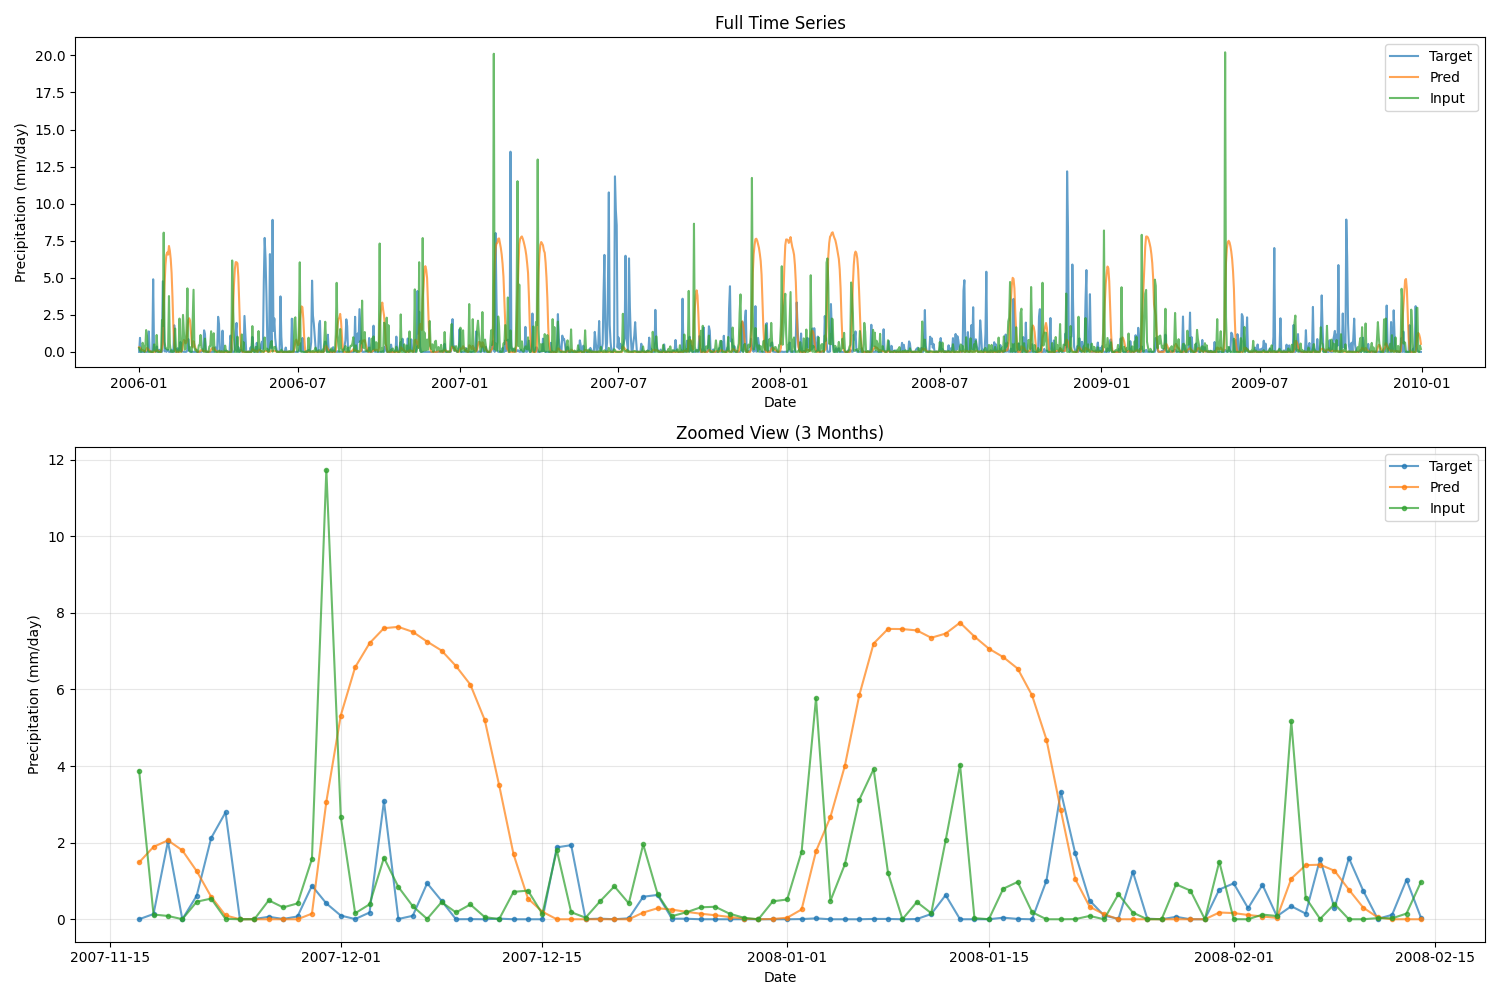 Full Time Series
Precipitation (mm/day)
20.0
17.5
15.0
12.5
10.0
7.5
5.0
2.5
0.0
Target
Pred
Input
2006-01 2006-07 2007-01 2007-07 2008-01 2008-07 2009-01 2009-07 2010-01
Date
Zoomed View (3 Months)
Precipitation (mm/day)
12
10
8
6
4
2
0
Target
Pred
Input
2007-11-15 2007-12-01 2007-12-15 2008-01-01 2008-01-15 2008-02-01 2008-02-15
Date